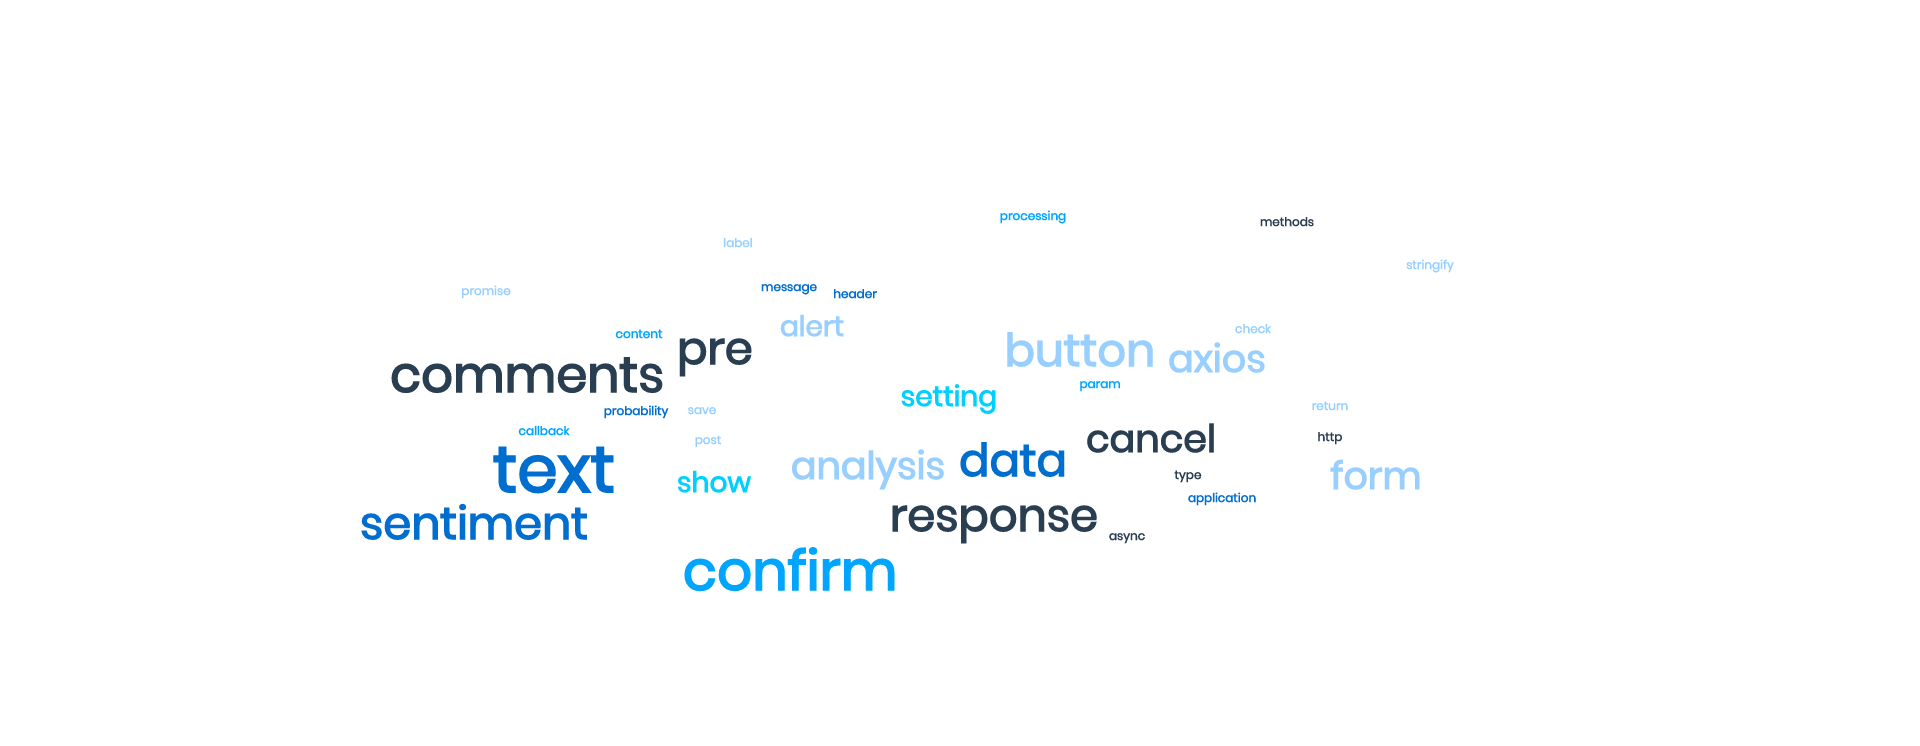 processing
methods
label
stringify
message
promise
header
alert
check
content
pre
button
axios
comments
param
setting
return
save
probability
callback
http
post
cancel
data
analysis
text
type
form
show
application
response
sentiment
async
confirm